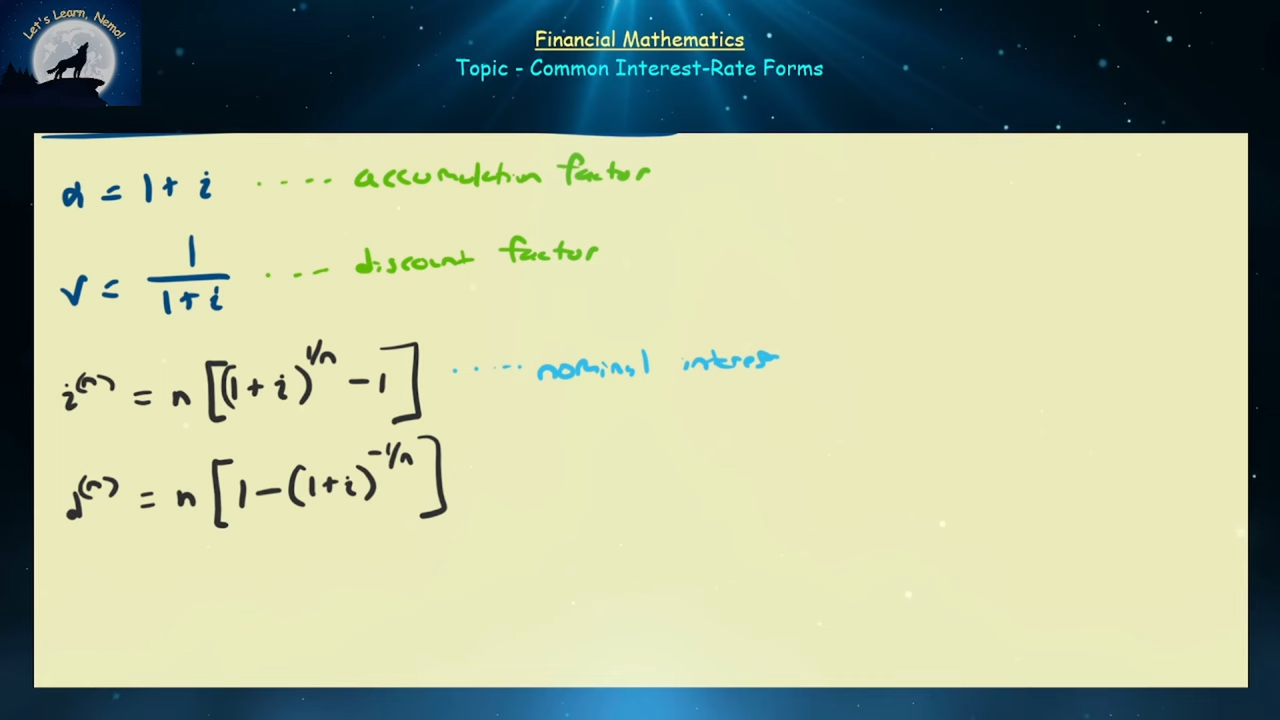 Let's Learn, Nemo!
Financial Mathematics
Topic - Common Interest-Rate Forms
a = 1 + i .... accumulation factor
v = 1/(1 + i) ... discount factor
i^(n) = n [(1 + i)^(1/n) - 1] ..... nominal interest
d^(n) = n [1 - (1+i)^(-1/n)]